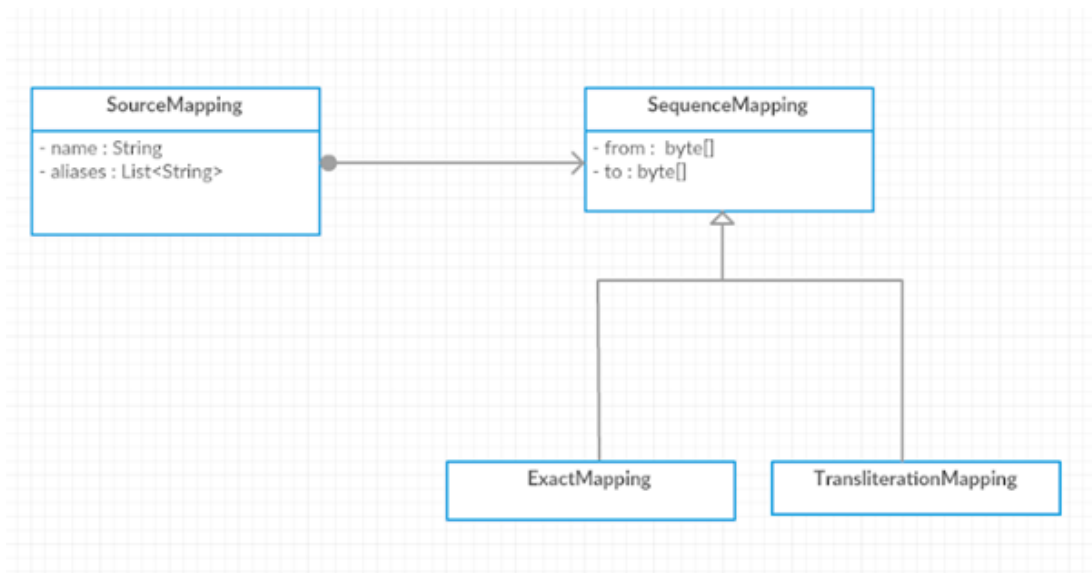 SourceMapping
- name : String
- aliases : List<String>
SequenceMapping
- from :  byte[]
- to : byte[]
ExactMapping
TransliterationMapping